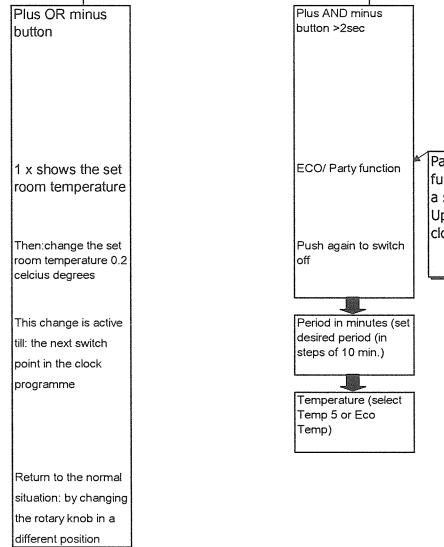 Plus OR minus
button
1 x shows the set
room temperature
Then:change the set
room temperature 0.2
celcius degrees
This change is active
till: the next switch
point in the clock
programme
Return to the normal
situation: by changing
the rotary knob in a
different position
Plus AND minus
button >2sec
ECO/ Party function
Push again to switch
off
Period in minutes (set
desired period (in
steps of 10 min.)
Temperature (select
Temp 5 or Eco
Temp)
a